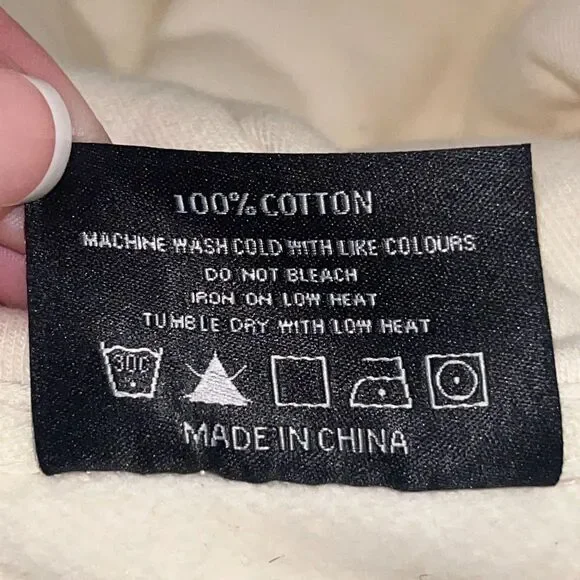 100% COTTON
MACHINE WASH COLD WITH LIKE COLOURS
DO NOT BLEACH
IRON ON LOW HEAT
TUMBLE DRY WITH LOW HEAT
30C
MADE IN CHINA